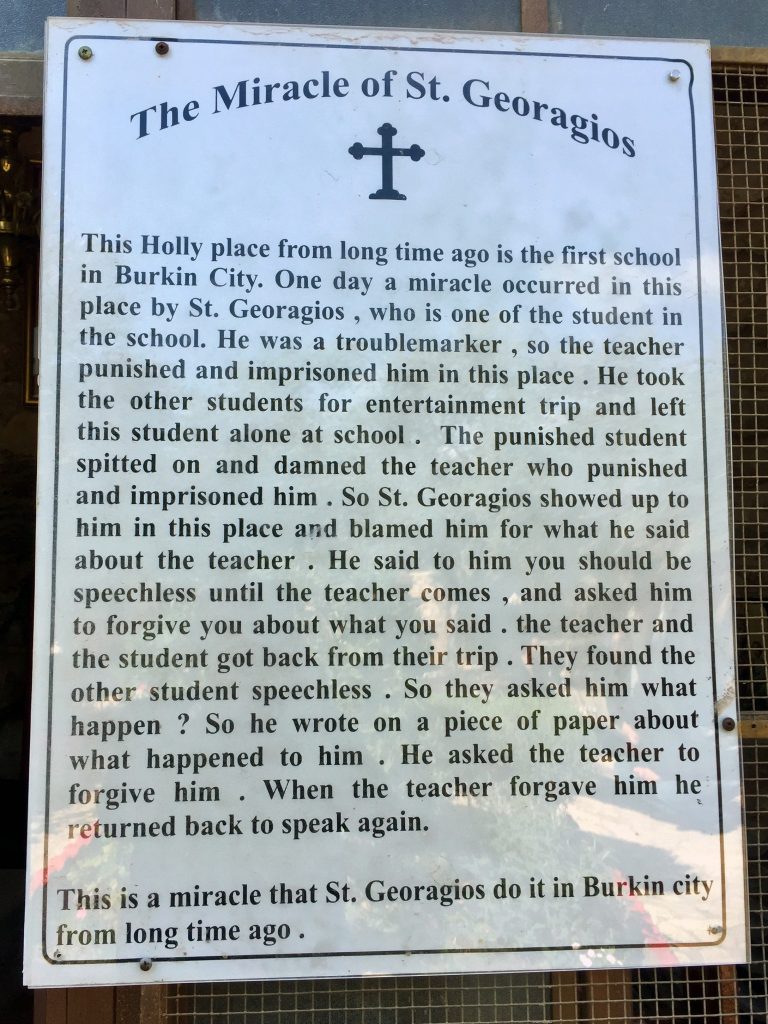 The Miracle of St. Georagios
This Holly place from long time ago is the first school
in Burkin City. One day a miracle occurred in this
place by St. Georagios , who is one of the student in
the school. He was a troublemarker , so the teacher
punished and imprisoned him in this place . He took
the other students for entertainment trip and left
this student alone at school . The punished student
spitted on and damned the teacher who punished
and imprisoned him . So St. Georagios showed up to
him in this place and blamed him for what he said
about the teacher . He said to him you should be
speechless until the teacher comes , and asked him
to forgive you about what you said . the teacher and
the student got back from their trip . They found the
other student speechless . So they asked him what
happen ? So he wrote on a piece of paper about
what happened to him . He asked the teacher to
forgive him . When the teacher forgave him he
returned back to speak again.
This is a miracle that St. Georagios do it in Burkin city
from long time ago .